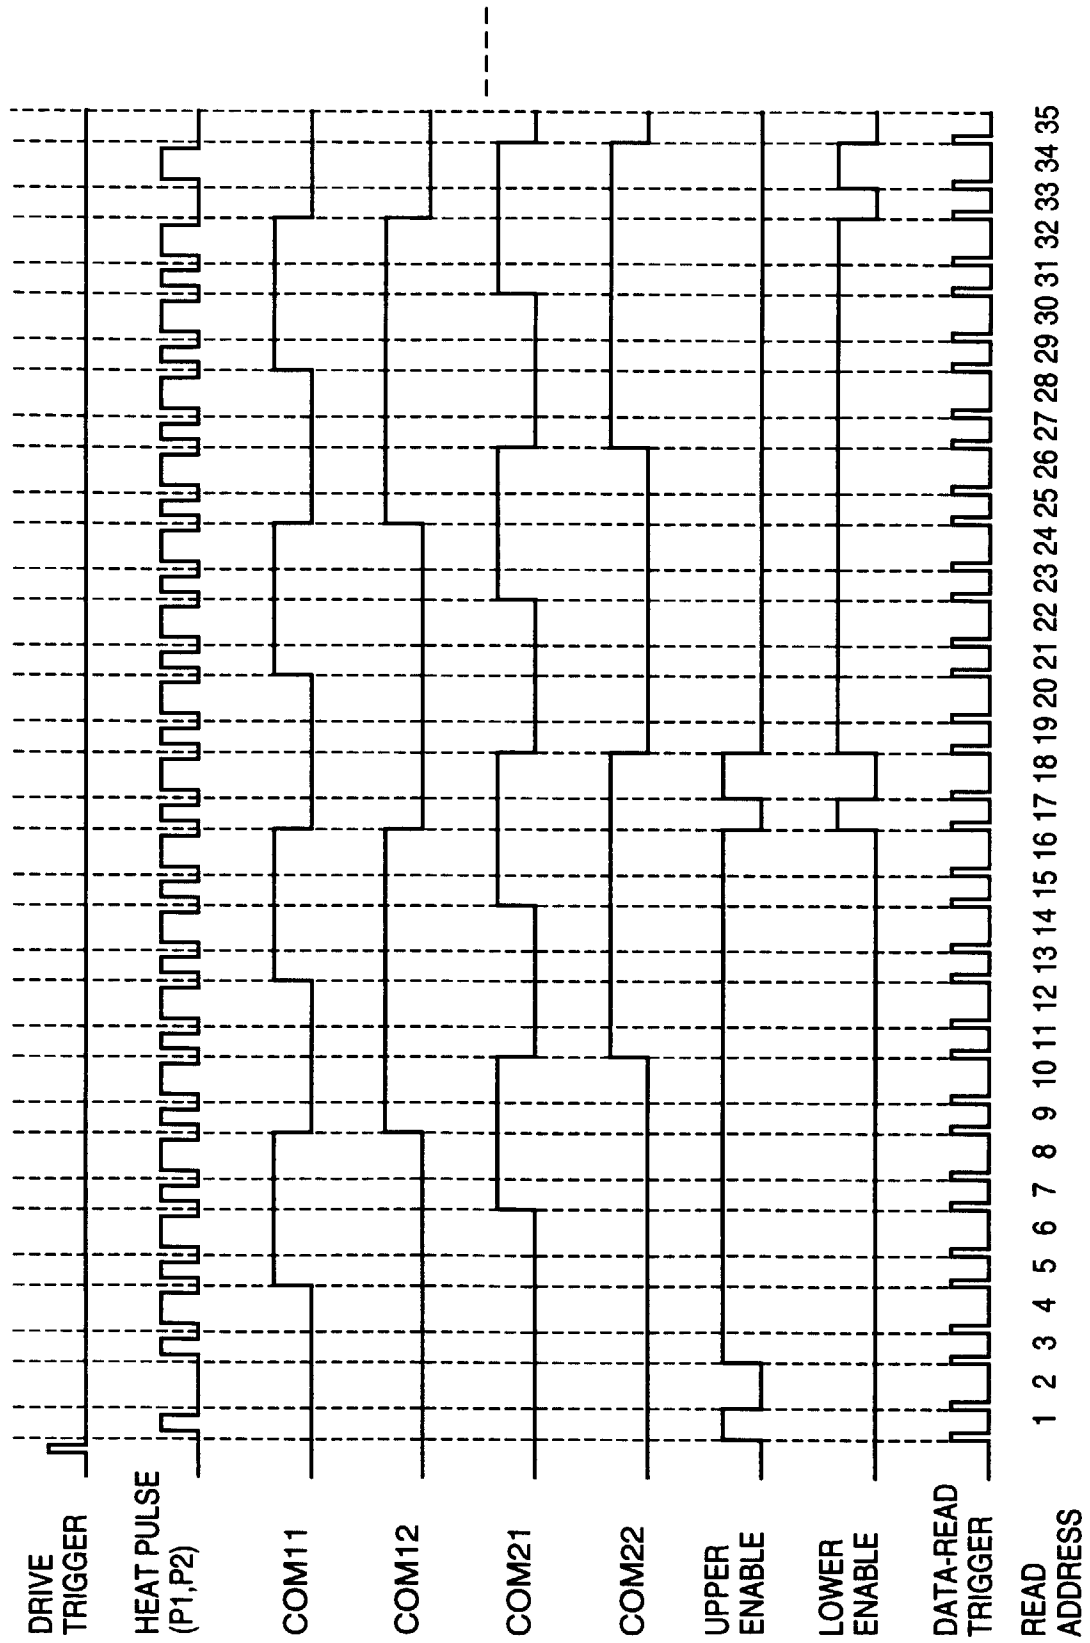 DRIVE
TRIGGER
HEAT PULSE
(P1,P2)
COM11
COM12
COM21
COM22
UPPER
ENABLE
LOWER
ENABLE
DATA-READ
TRIGGER
READ
ADDRESS
1 2 3 4 5 6 7 8 9 10 11 12 13 14 15 16 17 18 19 20 21 22 23 24 25 26 27 28 29 30 31 32 33 34 35